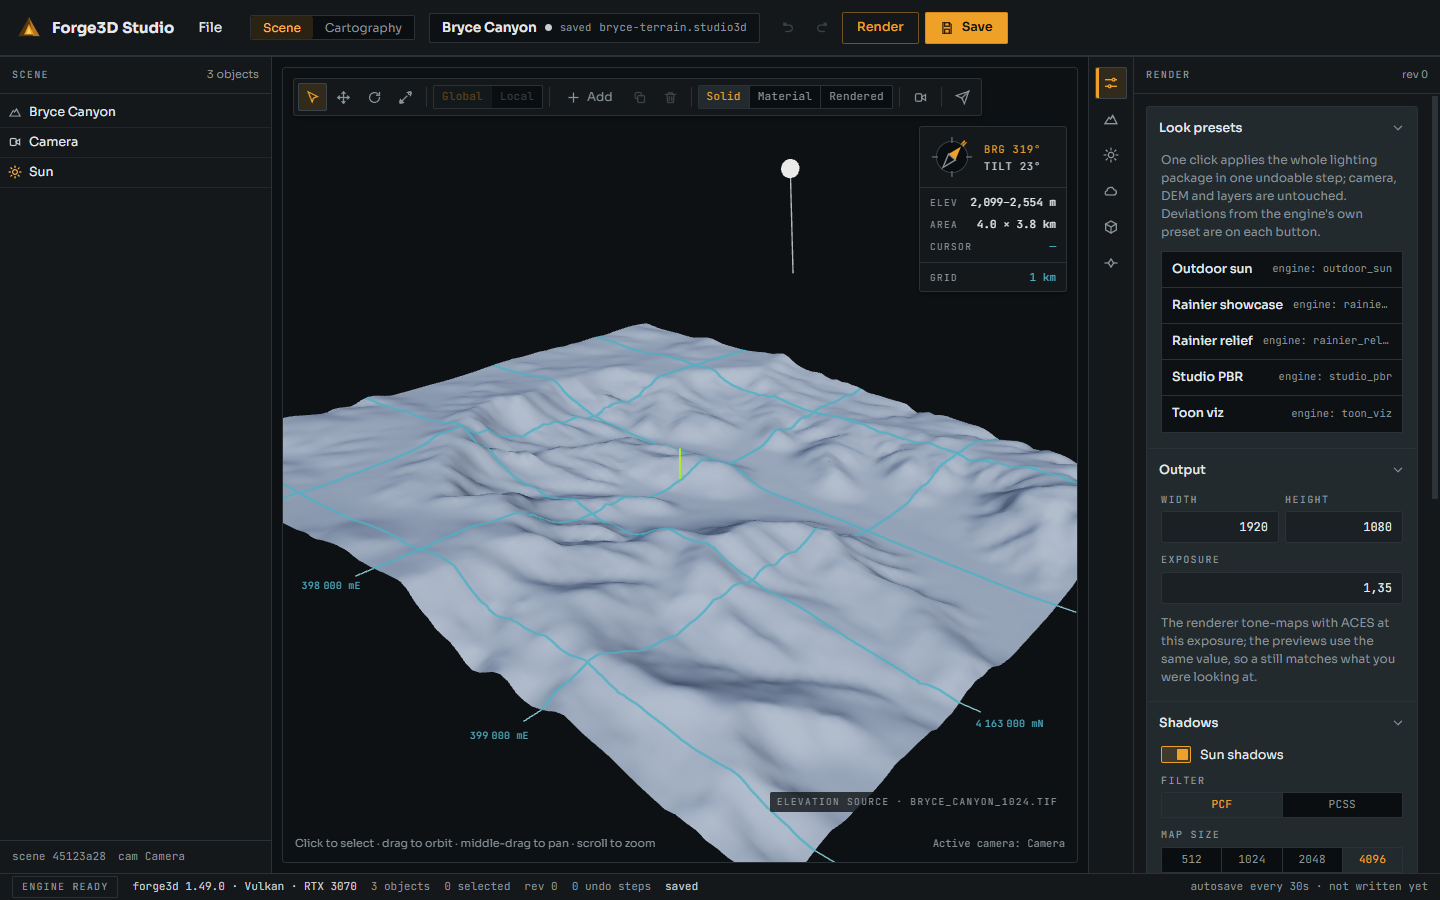 Forge3D Studio File Scene Cartography Bryce Canyon saved bryce-terrain.studio3d Render Save
SCENE 3 objects
Bryce Canyon
Camera
Sun
scene 45123a28 cam Camera
Global Local Add Solid Material Rendered
BRG 319°
TILT 23°
ELEV 2,099–2,554 m
AREA 4.0 × 3.8 km
CURSOR —
GRID 1 km
398 000 mE
399 000 mE
4 163 000 mN
ELEVATION SOURCE · BRYCE_CANYON_1024.TIF
Click to select · drag to orbit · middle-drag to pan · scroll to zoom
Active camera: Camera
RENDER rev 0
Look presets
One click applies the whole lighting
package in one undoable step; camera,
DEM and layers are untouched.
Deviations from the engine's own
preset are on each button.
Outdoor sun engine: outdoor_sun
Rainier showcase engine: rainie…
Rainier relief engine: rainier_rel…
Studio PBR engine: studio_pbr
Toon viz engine: toon_viz
Output
WIDTH HEIGHT
1920 1080
EXPOSURE
1,35
The renderer tone-maps with ACES at
this exposure; the previews use the
same value, so a still matches what you
were looking at.
Shadows
Sun shadows
FILTER
PCF PCSS
MAP SIZE
512 1024 2048 4096
ENGINE READY forge3d 1.49.0 · Vulkan · RTX 3070 3 objects 0 selected rev 0 0 undo steps saved autosave every 30s · not written yet